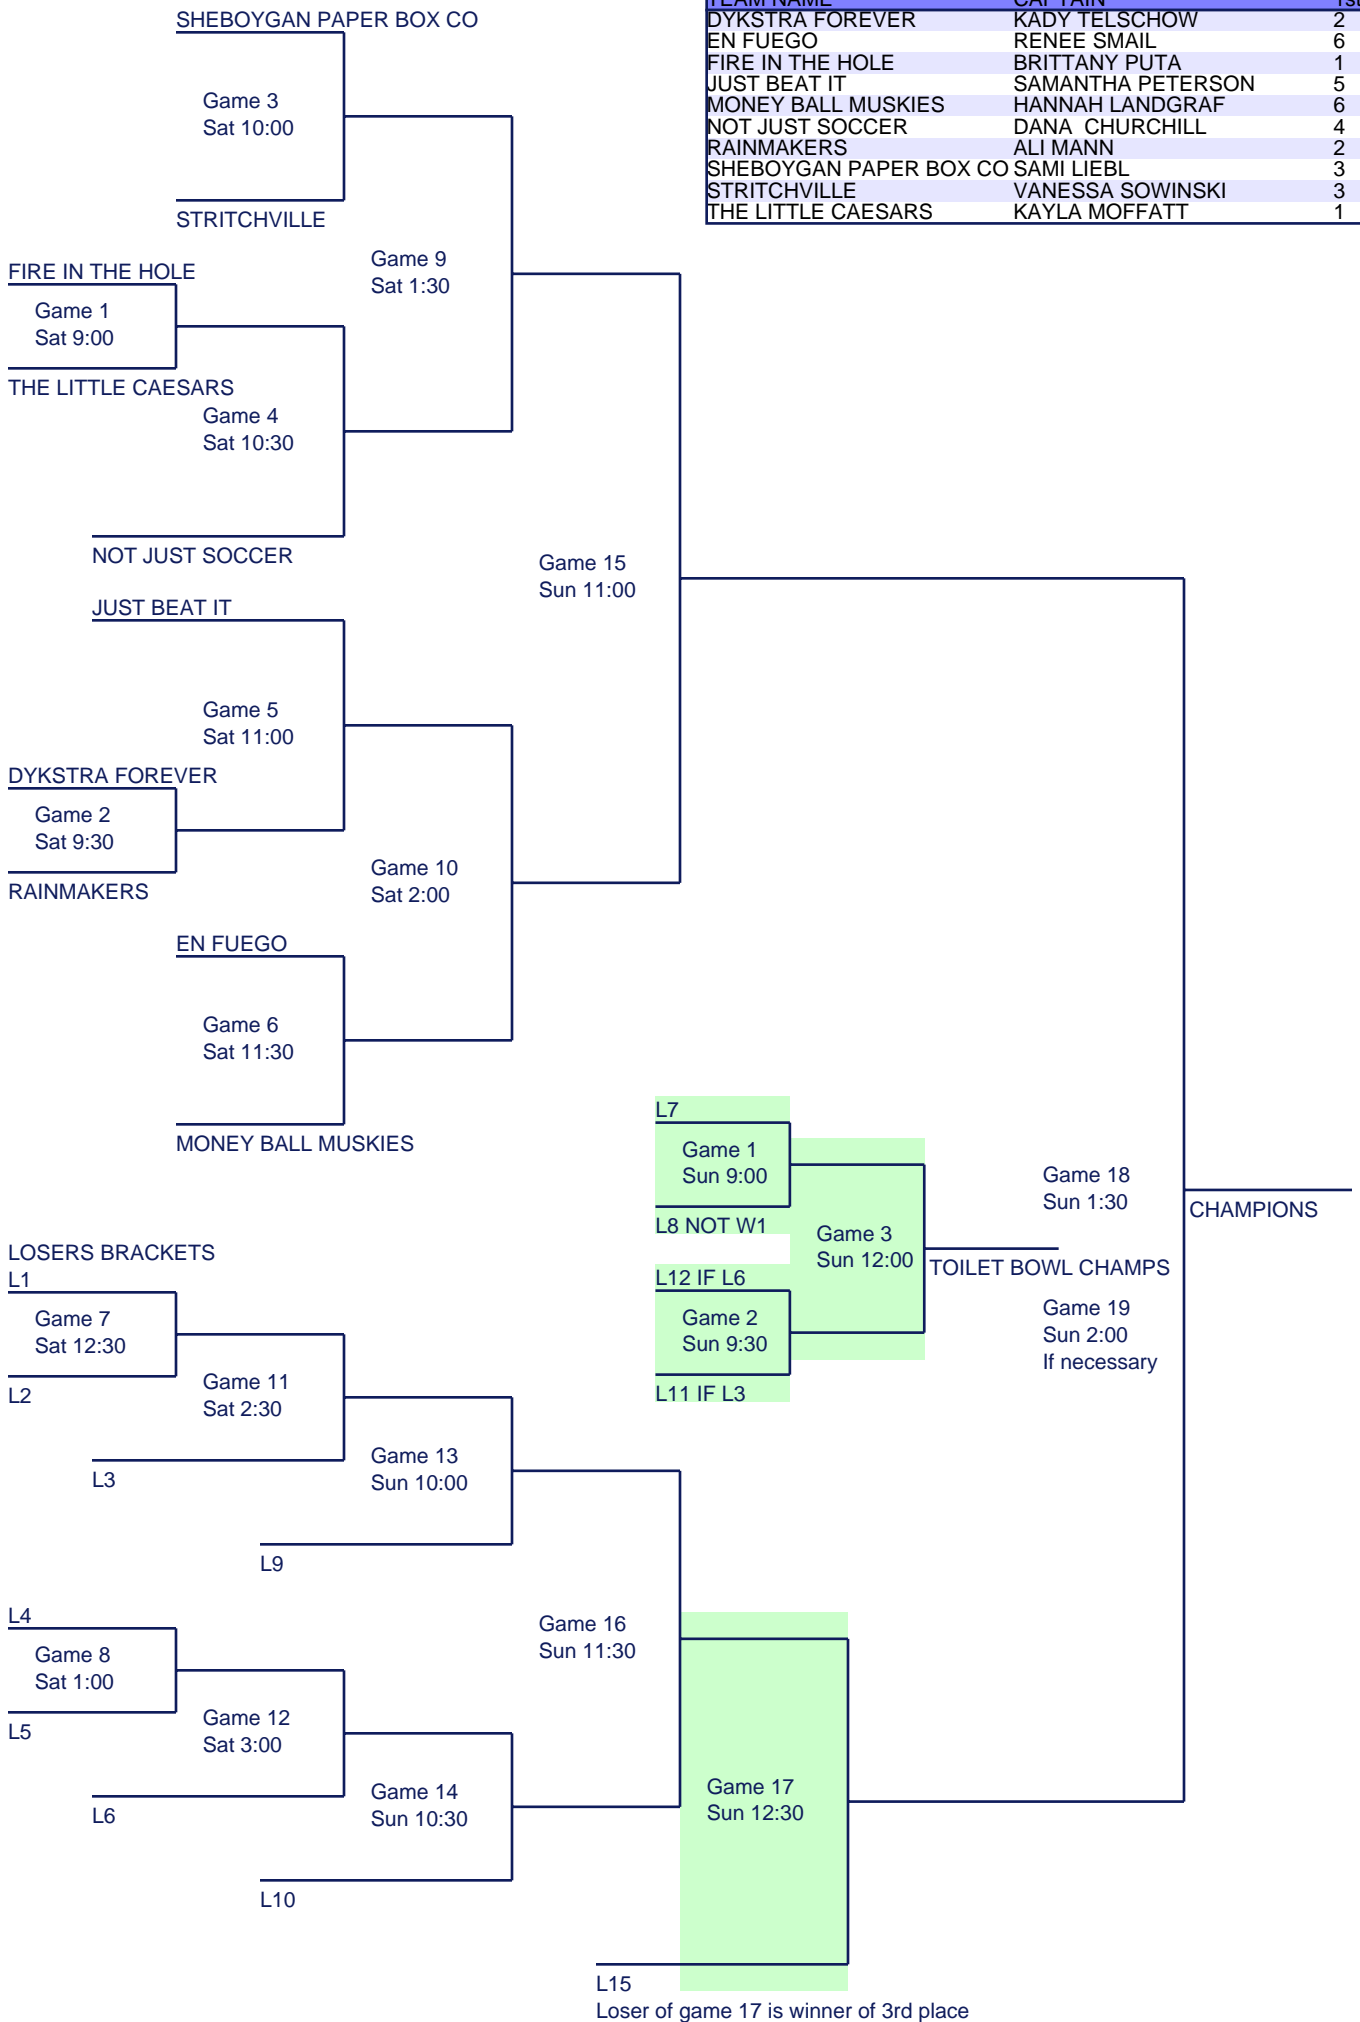 SHEBOYGAN PAPER BOX CO
TEAM NAME CAPTAIN
DYKSTRA FOREVER KADY TELSCHOW 2
EN FUEGO RENEE SMAIL 6
FIRE IN THE HOLE BRITTANY PUTA 1
JUST BEAT IT SAMANTHA PETERSON 5
MONEY BALL MUSKIES HANNAH LANDGRAF 6
NOT JUST SOCCER DANA CHURCHILL 4
RAINMAKERS ALI MANN 2
SHEBOYGAN PAPER BOX CO SAMI LIEBL 3
STRITCHVILLE VANESSA SOWINSKI 3
THE LITTLE CAESARS KAYLA MOFFATT 1
Game 3
Sat 10:00
STRITCHVILLE
Game 9
Sat 1:30
FIRE IN THE HOLE
Game 1
Sat 9:00
THE LITTLE CAESARS
Game 4
Sat 10:30
NOT JUST SOCCER
Game 15
Sun 11:00
JUST BEAT IT
Game 5
Sat 11:00
DYKSTRA FOREVER
Game 2
Sat 9:30
RAINMAKERS
Game 10
Sat 2:00
EN FUEGO
Game 6
Sat 11:30
MONEY BALL MUSKIES
L7
Game 1
Sun 9:00
L8 NOT W1
Game 3
Sun 12:00
L12 IF L6
Game 2
Sun 9:30
L11 IF L3
TOILET BOWL CHAMPS
Game 18
Sun 1:30
CHAMPIONS
Game 19
Sun 2:00
If necessary
LOSERS BRACKETS
L1
Game 7
Sat 12:30
L2
Game 11
Sat 2:30
L3
Game 13
Sun 10:00
L9
L4
Game 8
Sat 1:00
L5
Game 12
Sat 3:00
L6
Game 14
Sun 10:30
L10
Game 16
Sun 11:30
Game 17
Sun 12:30
L15
Loser of game 17 is winner of 3rd place